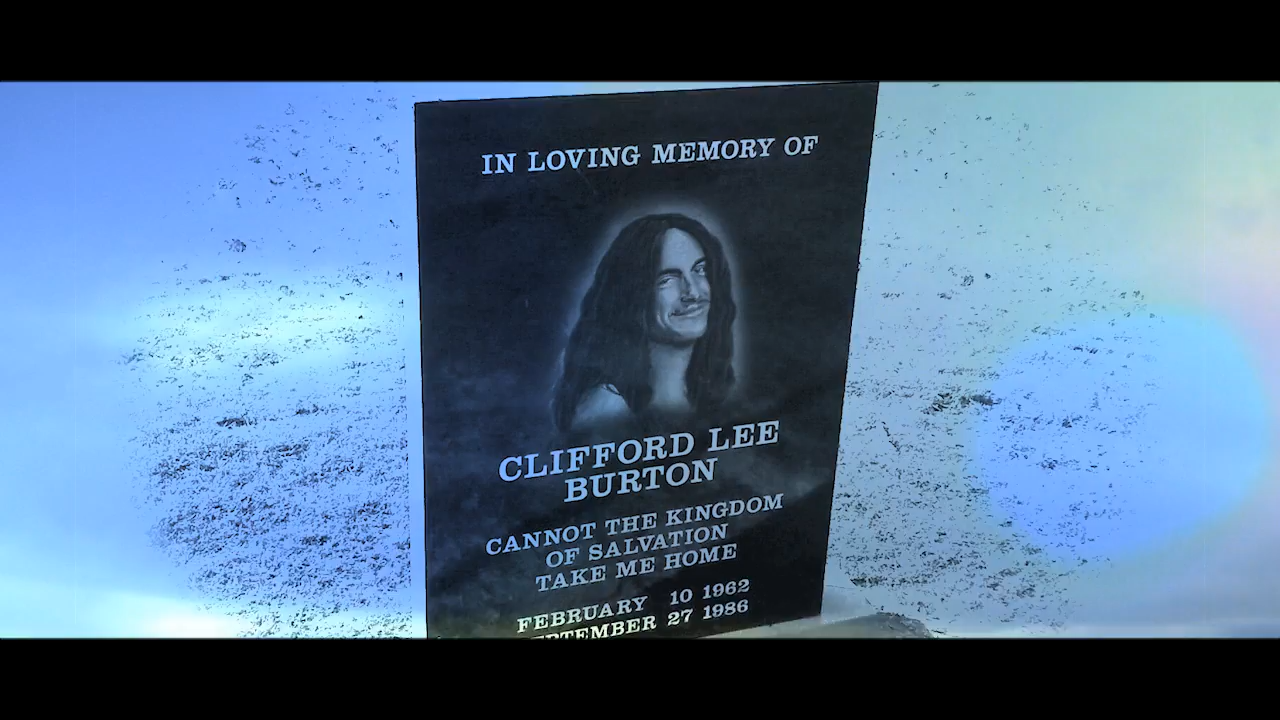 IN LOVING MEMORY OF
CLIFFORD LEE
BURTON
CANNOT THE KINGDOM
OF SALVATION
TAKE ME HOME
FEBRUARY 10 1962
SEPTEMBER 27 1986